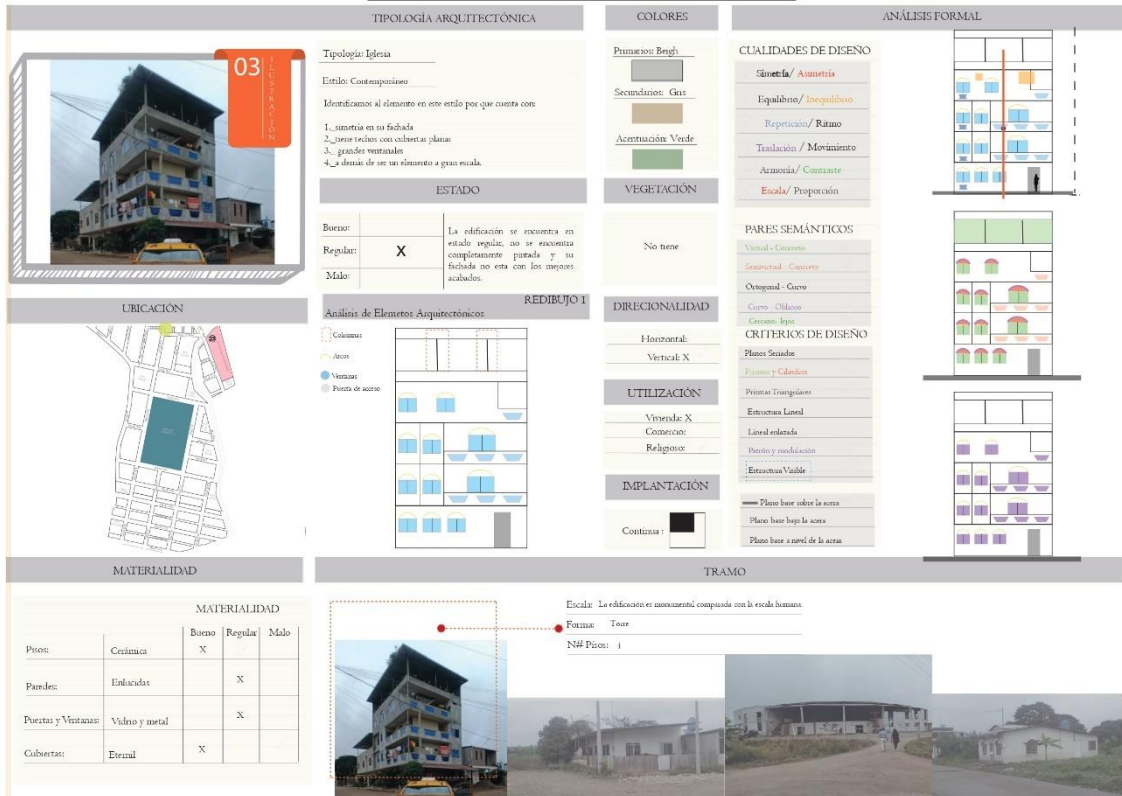 TIPOLOGÍA ARQUITECTÓNICA
03
ILUSTRACIÓN
Tipología: Iglesia
Estilo: Contemporáneo
Identificamos al elemento en este estilo por que cuenta con:
1._ simetria en su fachada
2._tiene techos con cubiertas planas
3._ grandes ventanales
4._ a demás de ser un elemento a gran escala.
ESTADO
Bueno:
Regular: X
Malo:
La edificación se encuentra en
estado regular, no se encuentra
completamente pintada y su
fachada no esta con los mejores
acabados.
COLORES
Primarios: Beigh
Secundarios: Gris
Acentuación: Verde
VEGETACIÓN
No tiene
DIRECIONALIDAD
Horizontal:
Vertical: X
UTILIZACIÓN
Vivienda: X
Comercio:
Religioso:
IMPLANTACIÓN
Continua :
ANÁLISIS FORMAL
CUALIDADES DE DISEÑO
Simetría/ Asimetría
Equilibrio/ Inequilibrio
Repetición/ Ritmo
Traslación / Movimiento
Armonía/ Contraste
Escala/ Proporción
PARES SEMÁNTICOS
Virtual - Concreto
Semivirtual - Concreto
Ortogonal - Curvo
Curvo - Oblicuo
Cercano- lejos
CRITERIOS DE DISEÑO
Planos Seriados
y Cilindros
Prismas Triangulares
Estructura Lineal
Lineal enlazada
Patrón y modulación
Estructura Visible
Plano base sobre la acera
Plano base bajo la acera
Plano base a nivel de la acera
UBICACIÓN
REDIBUJO 1
Análisis de Elemetos Arquitectónicos
Columnas
Arcos
Ventanas
Puerta de acceso
MATERIALIDAD
MATERIALIDAD
Bueno Regular Malo
Pisos: Cerámica X
Paredes: Enlucidas X
Puertas y Ventanas: Vidrio y metal X
Cubiertas: Eternil X
TRAMO
Escala: La edificación es monumental comparada con la escala humana.
Forma: Torre
N# Pisos: